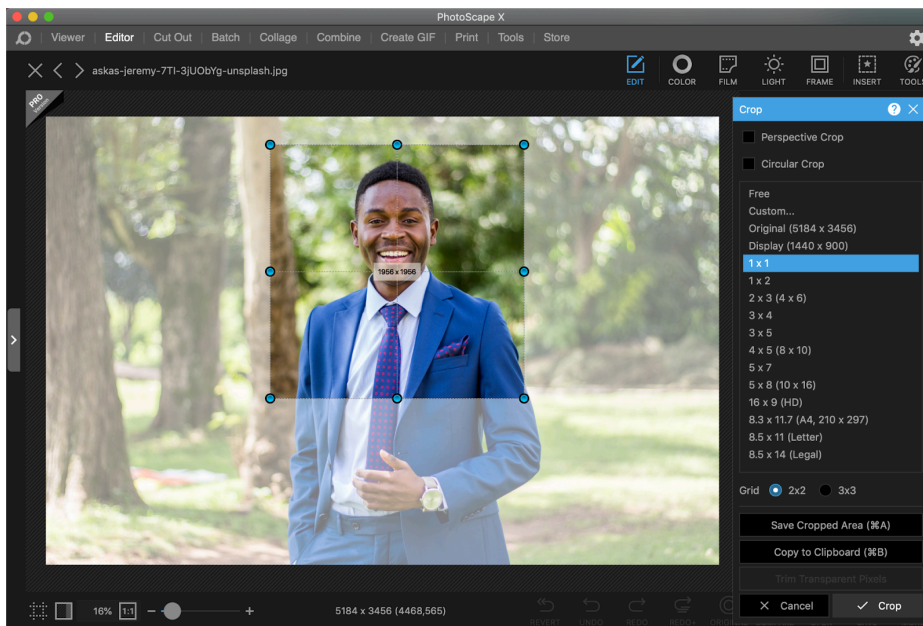 PhotoScape X
Viewer Editor Cut Out Batch Collage Combine Create GIF Print Tools Store
askas-jeremy-7TI-3jUObYg-unsplash.jpg
EDIT COLOR FILM LIGHT FRAME INSERT TOOLS
PRO
Version
Crop
Perspective Crop
Circular Crop
Free
Custom...
Original (5184 x 3456)
Display (1440 x 900)
1 x 1
1 x 2
2 x 3 (4 x 6)
3 x 4
3 x 5
4 x 5 (8 x 10)
5 x 7
5 x 8 (10 x 16)
16 x 9 (HD)
8.3 x 11.7 (A4, 210 x 297)
8.5 x 11 (Letter)
8.5 x 14 (Legal)
Grid 2x2 3x3
Save Cropped Area (⌘A)
Copy to Clipboard (⌘B)
Trim Transparent Pixels
Cancel Crop
1956 x 1956
16% 1:1 5184 x 3456 (4468,565)
REVERT UNDO REDO REDO+